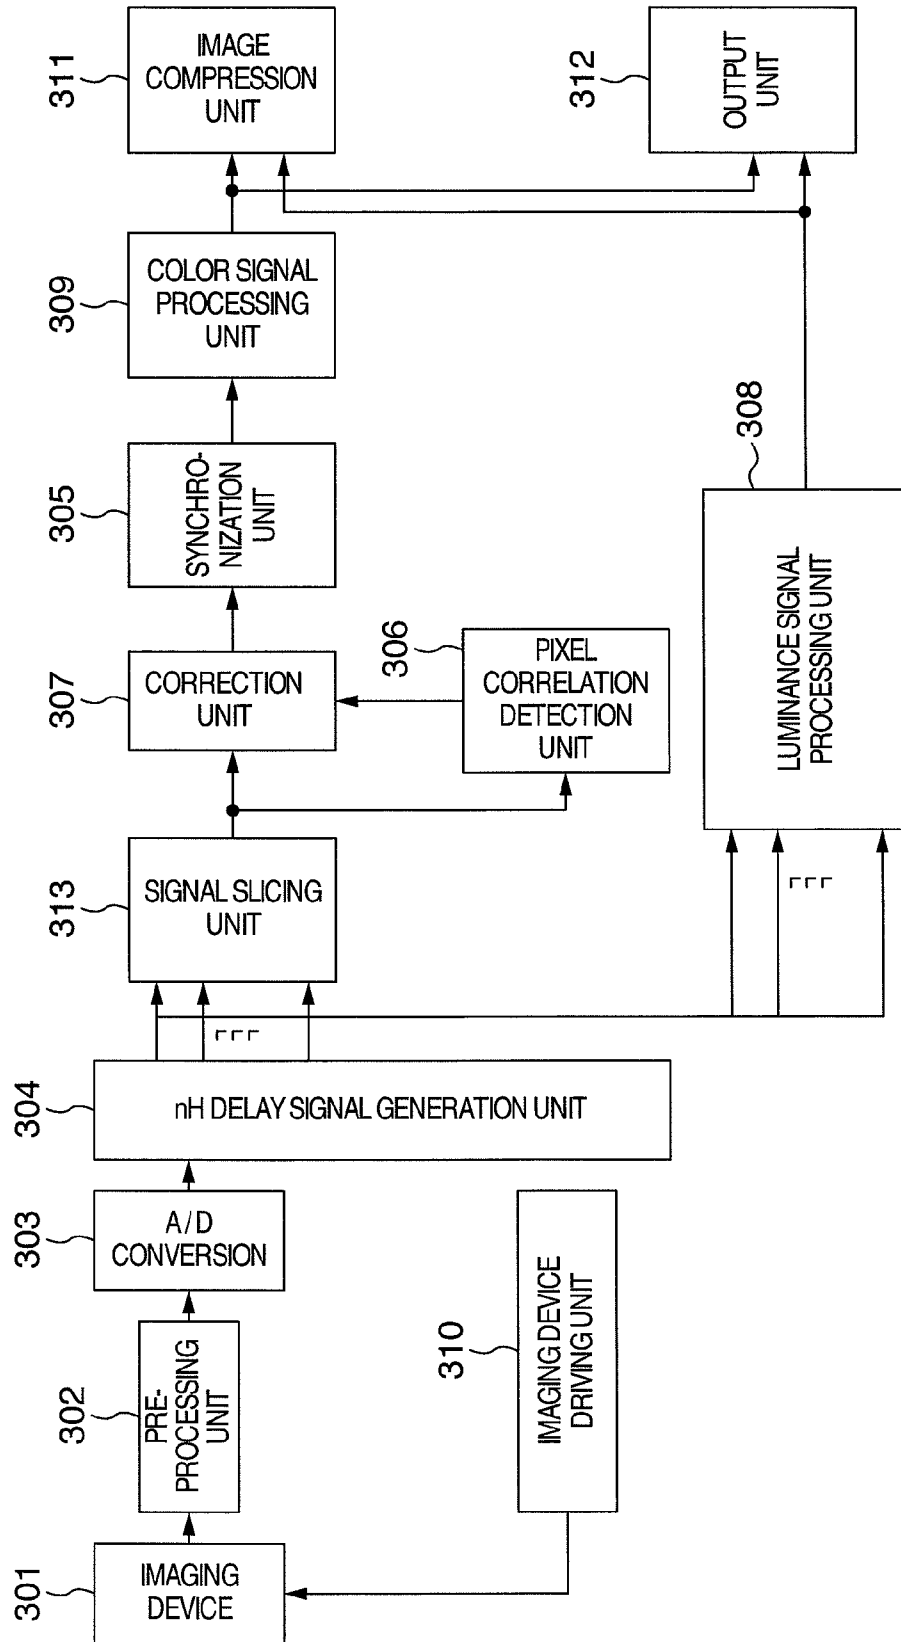 301
IMAGING
DEVICE
302
PRE-
PROCESSING
UNIT
303
A/D
CONVERSION
304
nH DELAY SIGNAL GENERATION UNIT
310
IMAGING DEVICE
DRIVING UNIT
313
SIGNAL SLICING
UNIT
307
CORRECTION
UNIT
306
PIXEL
CORRELATION
DETECTION
UNIT
305
SYNCHRO-
NIZATION
UNIT
309
COLOR SIGNAL
PROCESSING
UNIT
308
LUMINANCE SIGNAL
PROCESSING UNIT
311
IMAGE
COMPRESSION
UNIT
312
OUTPUT
UNIT